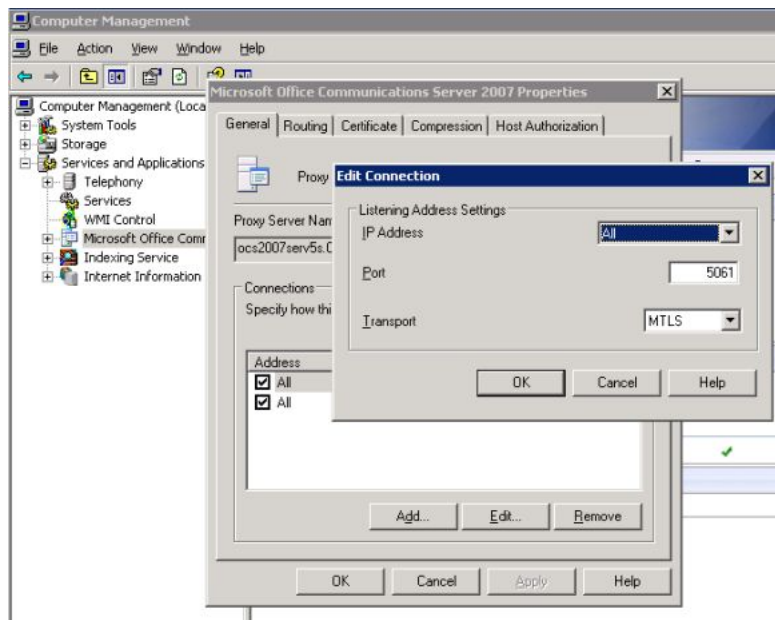 Computer Management
File Action View Window Help
Computer Management (Loca
System Tools
Storage
Services and Applications
Telephony
Services
WMI Control
Microsoft Office Comr
Indexing Service
Internet Information
Microsoft Office Communications Server 2007 Properties
General Routing Certificate Compression Host Authorization
Proxy
Proxy Server Nam
ocs2007serv5s.C
Connections
Specify how thi
Address
All
All
Add... Edit... Remove
OK Cancel Apply Help
Edit Connection
Listening Address Settings
IP Address All
Port 5061
Transport MTLS
OK Cancel Help